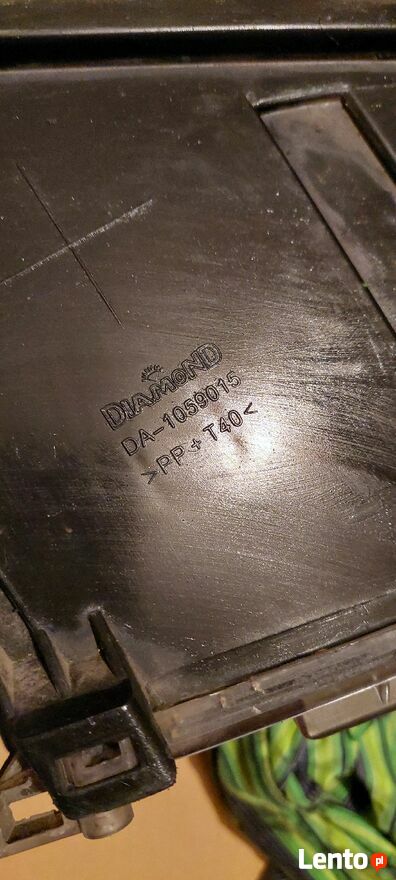 DIAMOND
DA-1059015
>PP+T40<
Lento.pl